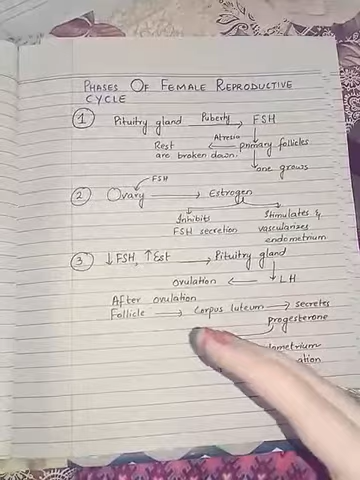 PHASES OF FEMALE REPRODUCTIVE
CYCLE
1 Pituitry gland Puberty → FSH
Atresia
Rest ← primary follicles
are broken down.
one grows
FSH
2 Ovary → Estrogen
Inhibits Stimulates &
FSH secretion vascularizes
endometrium
3 ↓ FSH, ↑ Est → Pituitry gland
ovulation ← LH
After ovulation
Follicle → Corpus luteum → secretes
progesterone